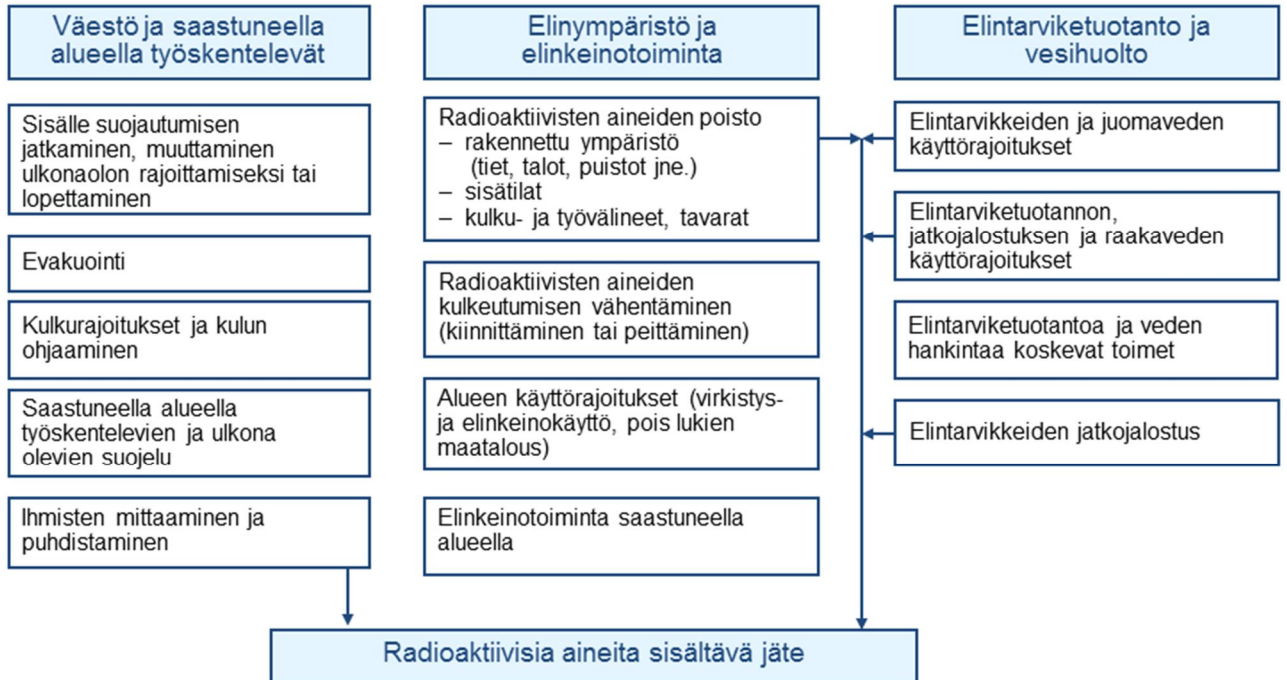 Väestö ja saastuneella
alueella työskentelevät
Sisälle suojautumisen
jatkaminen, muuttaminen
ulkonaolon rajoittamiseksi tai
lopettaminen
Evakuointi
Kulkurajoitukset ja kulun
ohjaaminen
Saastuneella alueella
työskentelevien ja ulkona
olevien suojelu
Ihmisten mittaaminen ja
puhdistaminen
Elinympäristö ja
elinkeinotoiminta
Radioaktiivisten aineiden poisto
– rakennettu ympäristö
(tiet, talot, puistot jne.)
– sisätilat
– kulku- ja työvälineet, tavarat
Radioaktiivisten aineiden
kulkeutumisen vähentäminen
(kiinnittäminen tai peittäminen)
Alueen käyttörajoitukset (virkistys-
ja elinkeinokäyttö, pois lukien
maatalous)
Elinkeinotoiminta saastuneella
alueella
Elintarviketuotanto ja
vesihuolto
Elintarvikkeiden ja juomaveden
käyttörajoitukset
Elintarviketuotannon,
jatkojalostuksen ja raakaveden
käyttörajoitukset
Elintarviketuotantoa ja veden
hankintaa koskevat toimet
Elintarvikkeiden jatkojalostus
Radioaktiivisia aineita sisältävä jäte